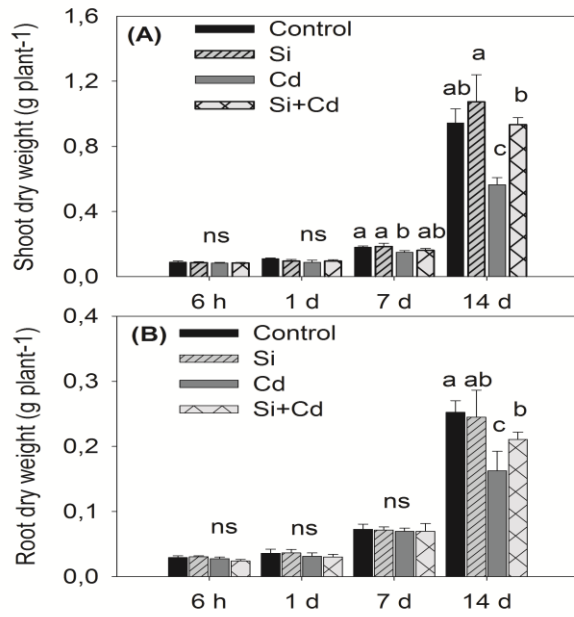 Shoot dry weight (g plant-1)
1,6
1,2
0,8
0,4
0,0
(A)
Control
Si
Cd
Si+Cd
ns
ns
a a b ab
ab a c b
6 h 1 d 7 d 14 d
Root dry weight (g plant-1)
0,4
0,3
0,2
0,1
0,0
(B)
Control
Si
Cd
Si+Cd
ns
ns
ns
a ab c b
6 h 1 d 7 d 14 d